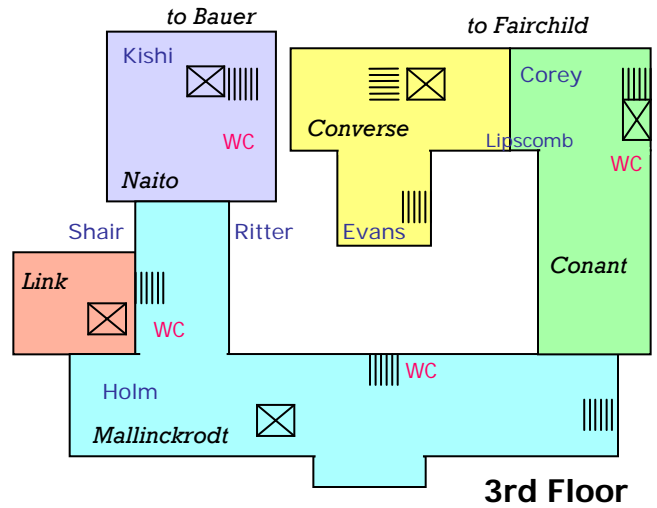 to Bauer
to Fairchild
Kishi
Corey
Converse
Lipscomb
WC
WC
Naito
Shair
Ritter
Evans
Link
Conant
WC
WC
Holm
Mallinckrodt
3rd Floor